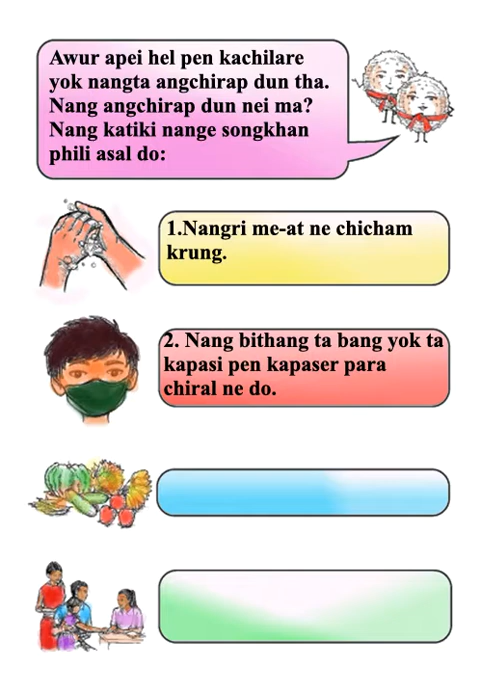 Awur apei hel pen kachilare
yok nangta angchirap dun tha.
Nang angchirap dun nei ma?
Nang katiki nange songkhan
phili asal do:
1.Nangri me-at ne chicham
krung.
2. Nang bithang ta bang yok ta
kapasi pen kapaser para
chiral ne do.